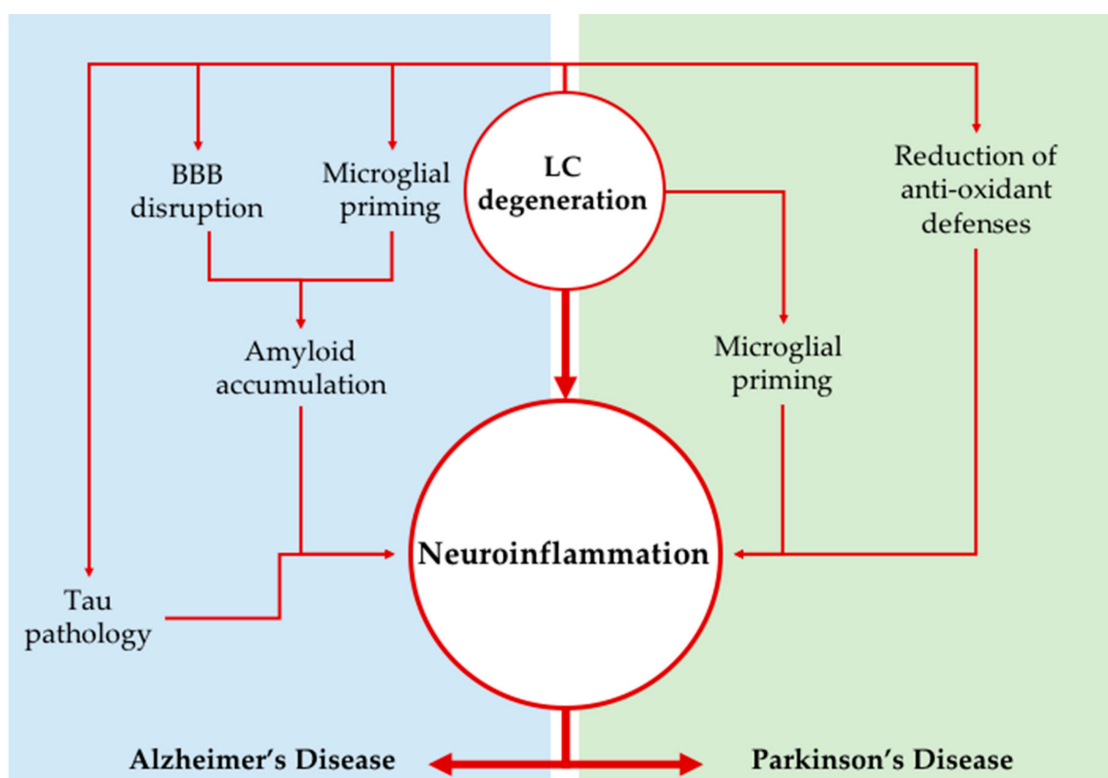 LC
degeneration
BBB
disruption
Microglial
priming
Reduction of
anti-oxidant
defenses
Amyloid
accumulation
Microglial
priming
Neuroinflammation
Tau
pathology
Alzheimer's Disease
Parkinson's Disease